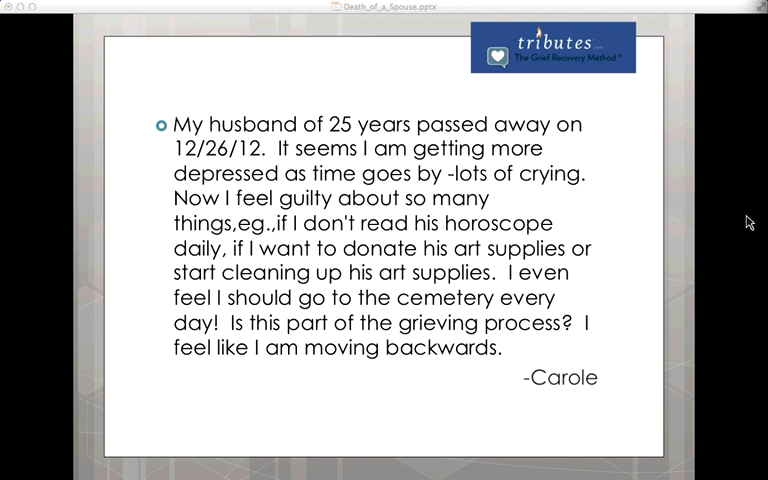 Death_of_a_Spouse.pptx
tributes.com
The Grief Recovery Method®
My husband of 25 years passed away on
12/26/12.  It seems I am getting more
depressed as time goes by -lots of crying.
Now I feel guilty about so many
things,eg.,if I don't read his horoscope
daily, if I want to donate his art supplies or
start cleaning up his art supplies.  I even
feel I should go to the cemetery every
day!  Is this part of the grieving process?  I
feel like I am moving backwards.
-Carole